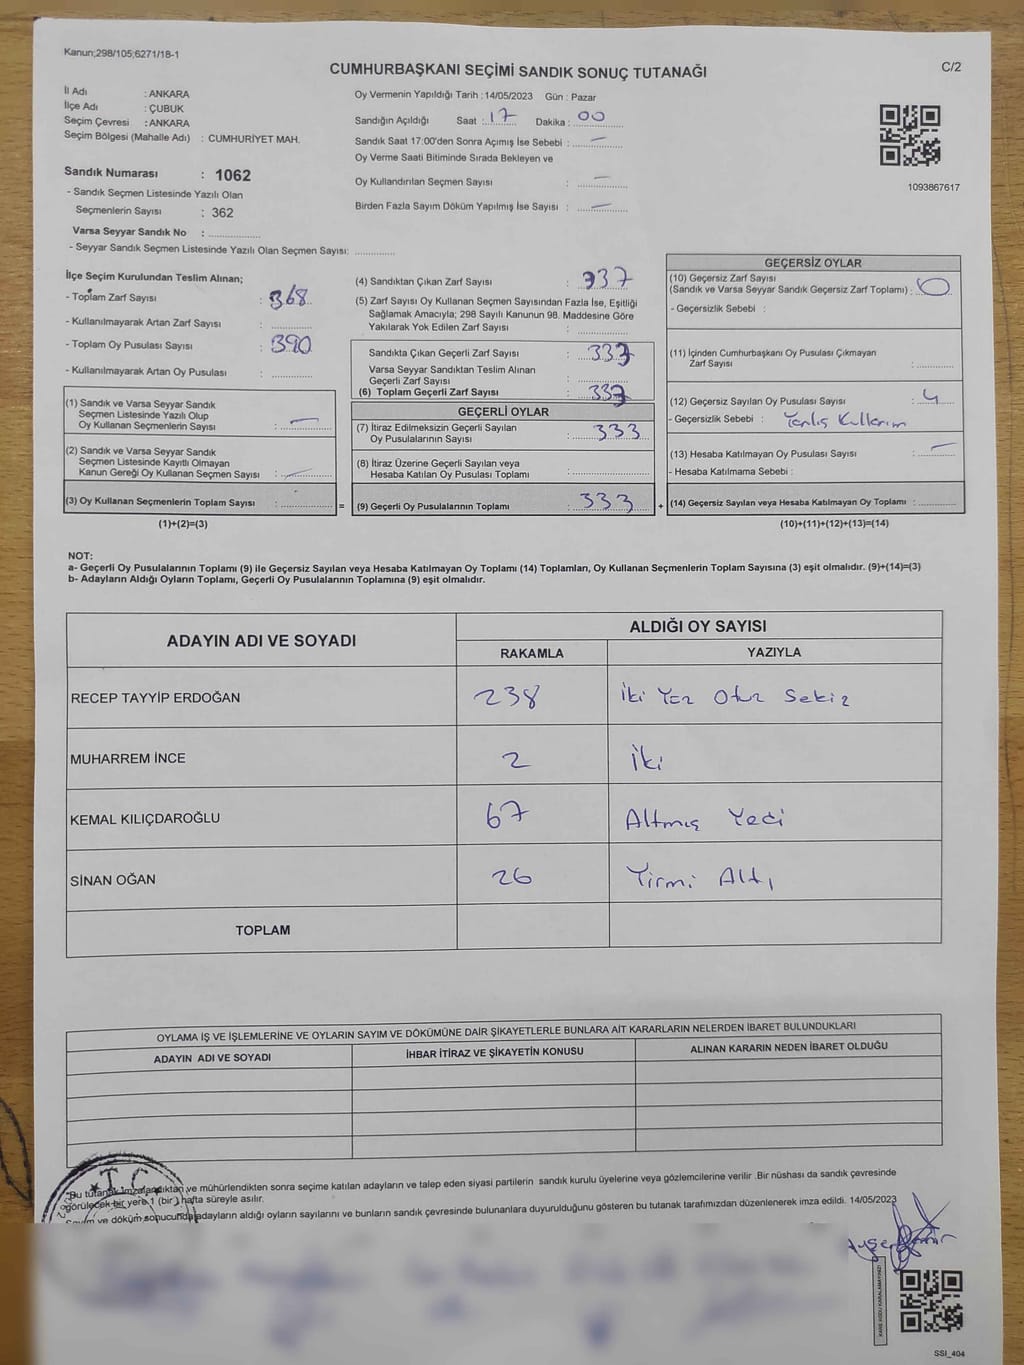 Kanun;298/105;6271/18-1
CUMHURBAŞKANI SEÇİMİ SANDIK SONUÇ TUTANAĞI
C/2
İl Adı : ANKARA
İlçe Adı : ÇUBUK
Seçim Çevresi : ANKARA
Seçim Bölgesi (Mahalle Adı) : CUMHURİYET MAH.
Sandık Numarası : 1062
- Sandık Seçmen Listesinde Yazılı Olan
Seçmenlerin Sayısı : 362
Varsa Seyyar Sandık No : ...............
- Seyyar Sandık Seçmen Listesinde Yazılı Olan Seçmen Sayısı: ............
Oy Vermenin Yapıldığı Tarih :14/05/2023 Gün : Pazar
Sandığın Açıldığı Saat : 17 Dakika : 00
Sandık Saat 17:00'den Sonra Açımış İse Sebebi : —
Oy Verme Saati Bitiminde Sırada Bekleyen ve
Oy Kullandırılan Seçmen Sayısı : —
Birden Fazla Sayım Döküm Yapılmış İse Sayısı : —
1093867617
İlçe Seçim Kurulundan Teslim Alınan;
- Toplam Zarf Sayısı : 368
- Kullanılmayarak Artan Zarf Sayısı : ............
- Toplam Oy Pusulası Sayısı : 390
- Kullanılmayarak Artan Oy Pusulası : ............
(1) Sandık ve Varsa Seyyar Sandık
Seçmen Listesinde Yazılı Olup
Oy Kullanan Seçmenlerin Sayısı : —
(2) Sandık ve Varsa Seyyar Sandık
Seçmen Listesinde Kayıtlı Olmayan
Kanun Gereği Oy Kullanan Seçmen Sayısı : —
(3) Oy Kullanan Seçmenlerin Toplam Sayısı : ............ =
(1)+(2)=(3)
(4) Sandıktan Çıkan Zarf Sayısı : 337
(5) Zarf Sayısı Oy Kullanan Seçmen Sayısından Fazla İse, Eşitliği
Sağlamak Amacıyla; 298 Sayılı Kanunun 98. Maddesine Göre
Yakılarak Yok Edilen Zarf Sayısı : ............
Sandıkta Çıkan Geçerli Zarf Sayısı : 337
Varsa Seyyar Sandıktan Teslim Alınan
Geçerli Zarf Sayısı : ............
(6) Toplam Geçerli Zarf Sayısı : 337
GEÇERLİ OYLAR
(7) İtiraz Edilmeksizin Geçerli Sayılan
Oy Pusulalarının Sayısı : 333
(8) İtiraz Üzerine Geçerli Sayılan veya
Hesaba Katılan Oy Pusulası Toplamı : ............
(9) Geçerli Oy Pusulalarının Toplamı : 333 +
GEÇERSİZ OYLAR
(10) Geçersiz Zarf Sayısı
(Sandık ve Varsa Seyyar Sandık Geçersiz Zarf Toplamı) : 0
- Geçersizlik Sebebi :
(11) İçinden Cumhurbaşkanı Oy Pusulası Çıkmayan
Zarf Sayısı : ............
(12) Geçersiz Sayılan Oy Pusulası Sayısı : 4
- Geçersizlik Sebebi : Yanlış Kullanım
(13) Hesaba Katılmayan Oy Pusulası Sayısı : —
- Hesaba Katılmama Sebebi :
(14) Geçersiz Sayılan veya Hesaba Katılmayan Oy Toplamı : ............
(10)+(11)+(12)+(13)=(14)
NOT:
a- Geçerli Oy Pusulalarının Toplamı (9) ile Geçersiz Sayılan veya Hesaba Katılmayan Oy Toplamı (14) Toplamları, Oy Kullanan Seçmenlerin Toplam Sayısına (3) eşit olmalıdır. (9)+(14)=(3)
b- Adayların Aldığı Oyların Toplamı, Geçerli Oy Pusulalarının Toplamına (9) eşit olmalıdır.
ADAYIN ADI VE SOYADI
ALDIĞI OY SAYISI
RAKAMLA YAZIYLA
RECEP TAYYİP ERDOĞAN 238 İki Yüz Otuz Sekiz
MUHARREM İNCE 2 İki
KEMAL KILIÇDAROĞLU 67 Altmış Yedi
SİNAN OĞAN 26 Yirmi Altı
TOPLAM
OYLAMA İŞ VE İŞLEMLERİNE VE OYLARIN SAYIM VE DÖKÜMÜNE DAİR ŞİKAYETLERLE BUNLARA AİT KARARLARIN NELERDEN İBARET BULUNDUKLARI
ADAYIN ADI VE SOYADI İHBAR İTİRAZ VE ŞİKAYETİN KONUSU ALINAN KARARIN NEDEN İBARET OLDUĞU
T.C.
"Bu tutanak imzalandıktan ve mühürlendikten sonra seçime katılan adayların ve talep eden siyasi partilerin sandık kurulu üyelerine veya gözlemcilerine verilir .Bir nüshası da sandık çevresinde
görülecek bir yere 1 (bir ) hafta süreyle asılır.
ve döküm sonucunda adayların aldığı oyların sayılarını ve bunların sandık çevresinde bulunanlara duyurulduğunu gösteren bu tutanak tarafımızdan düzenlenerek imza edildi. 14/05/2023
KARE KODU KARALAMAYINIZ!
SSI_404